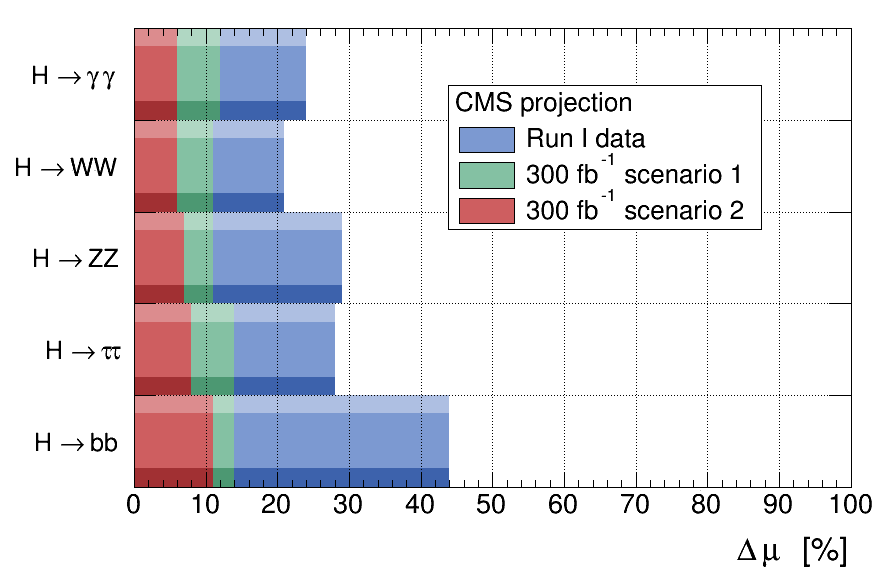 H → γγ
H → WW
H → ZZ
H → ττ
H → bb
CMS projection
Run I data
300 fb⁻¹ scenario 1
300 fb⁻¹ scenario 2
0 10 20 30 40 50 60 70 80 90 100
Δμ [%]